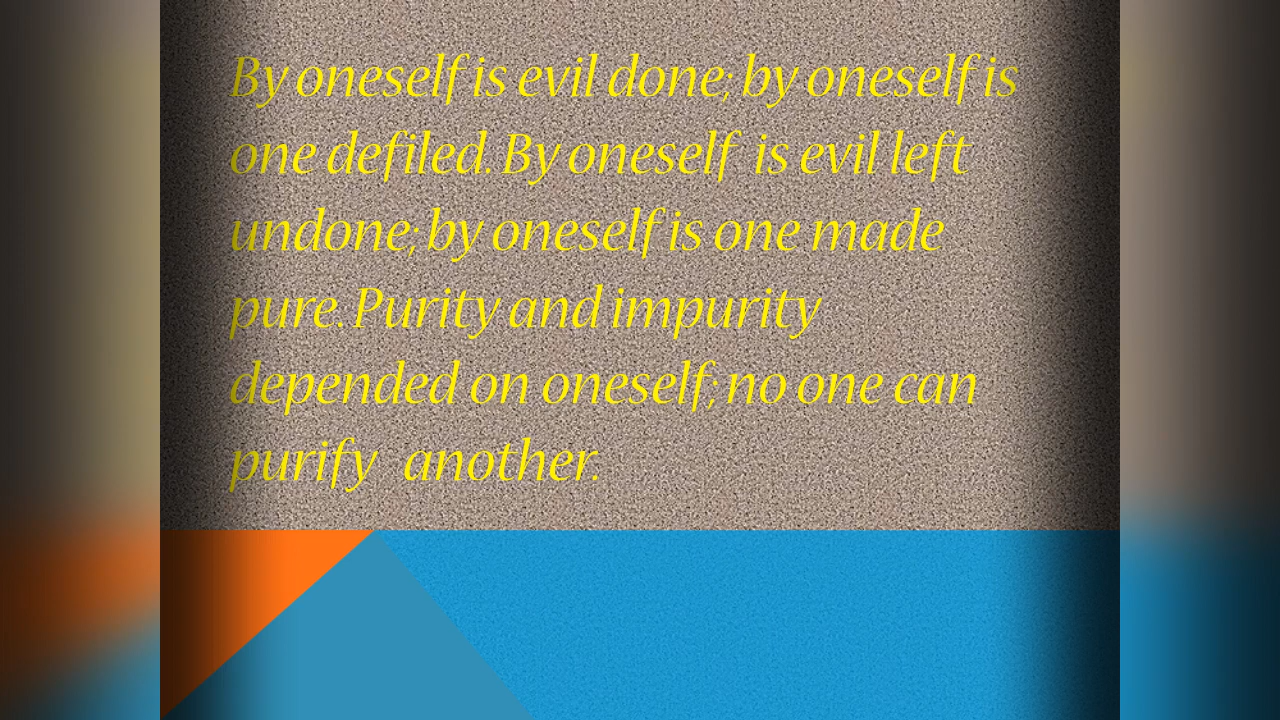 By oneself is evil done; by oneself is
one defiled. By oneself is evil left
undone; by oneself is one made
pure. Purity and impurity
depended on oneself; no one can
purify another.